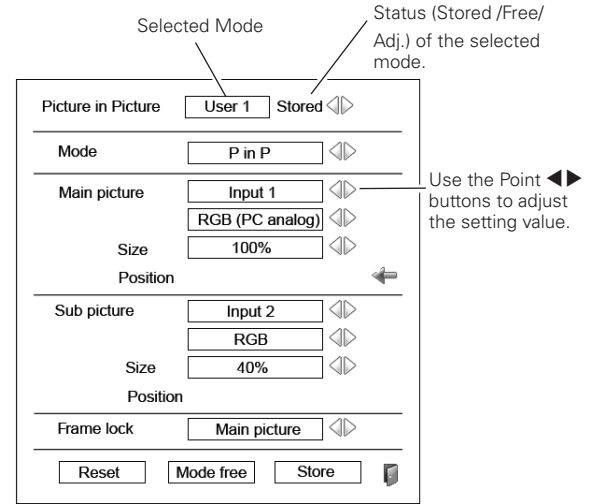 Selected Mode
Status (Stored /Free/
Adj.) of the selected
mode.
Picture in Picture User 1 Stored
Mode P in P
Main picture Input 1
RGB (PC analog)
Size 100%
Position
Use the Point ◀▶
buttons to adjust
the setting value.
Sub picture Input 2
RGB
Size 40%
Position
Frame lock Main picture
Reset Mode free Store